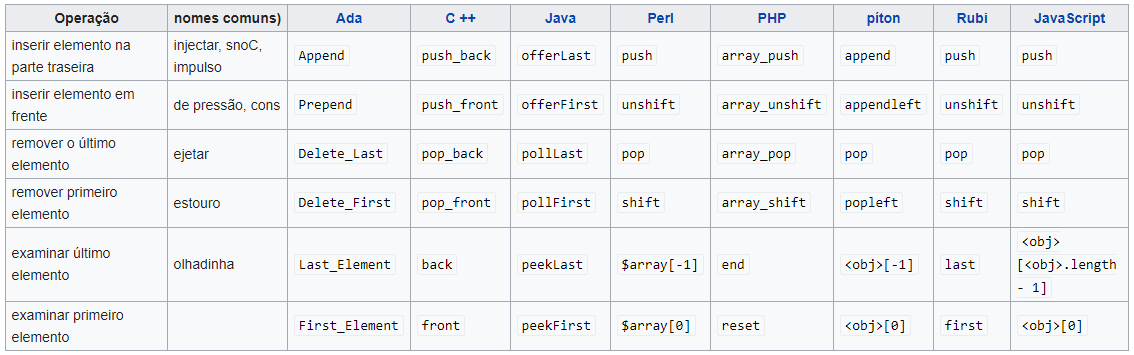 Operação nomes comuns) Ada C ++ Java Perl PHP píton Rubi JavaScript
inserir elemento na
parte traseira
injectar, snoC,
impulso
Append push_back offerLast push array_push append push push
inserir elemento em
frente
de pressão, cons Prepend push_front offerFirst unshift array_unshift appendleft unshift unshift
remover o último
elemento
ejetar Delete_Last pop_back pollLast pop array_pop pop pop pop
remover primeiro
elemento
estouro Delete_First pop_front pollFirst shift array_shift popleft shift shift
examinar último
elemento
olhadinha Last_Element back peekLast $array[-1] end <obj>[-1] last
<obj>
[<obj>.length
- 1]
examinar primeiro
elemento
First_Element front peekFirst $array[0] reset <obj>[0] first <obj>[0]